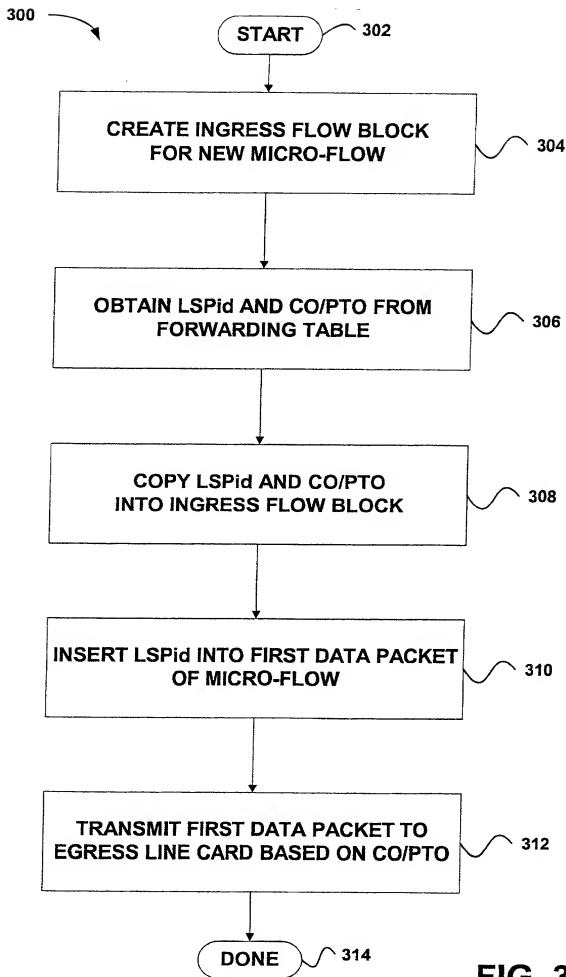 300
START
302
CREATE INGRESS FLOW BLOCK
FOR NEW MICRO-FLOW
304
OBTAIN LSPid AND CO/PTO FROM
FORWARDING TABLE
306
COPY LSPid AND CO/PTO
INTO INGRESS FLOW BLOCK
308
INSERT LSPid INTO FIRST DATA PACKET
OF MICRO-FLOW
310
TRANSMIT FIRST DATA PACKET TO
EGRESS LINE CARD BASED ON CO/PTO
312
DONE
314
FIG. 3